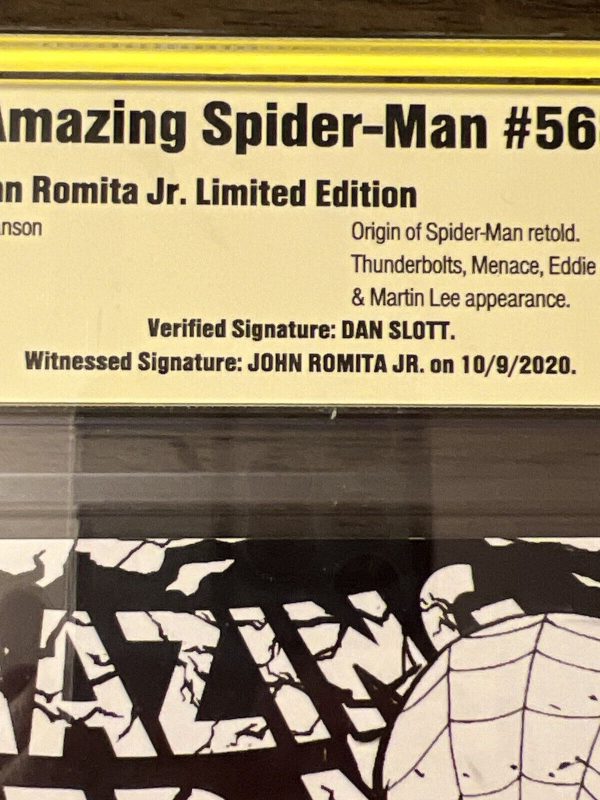 Amazing Spider-Man #56
n Romita Jr. Limited Edition
nson
Origin of Spider-Man retold.
Thunderbolts, Menace, Eddie
& Martin Lee appearance.
Verified Signature: DAN SLOTT.
Witnessed Signature: JOHN ROMITA JR. on 10/9/2020.
AZIN